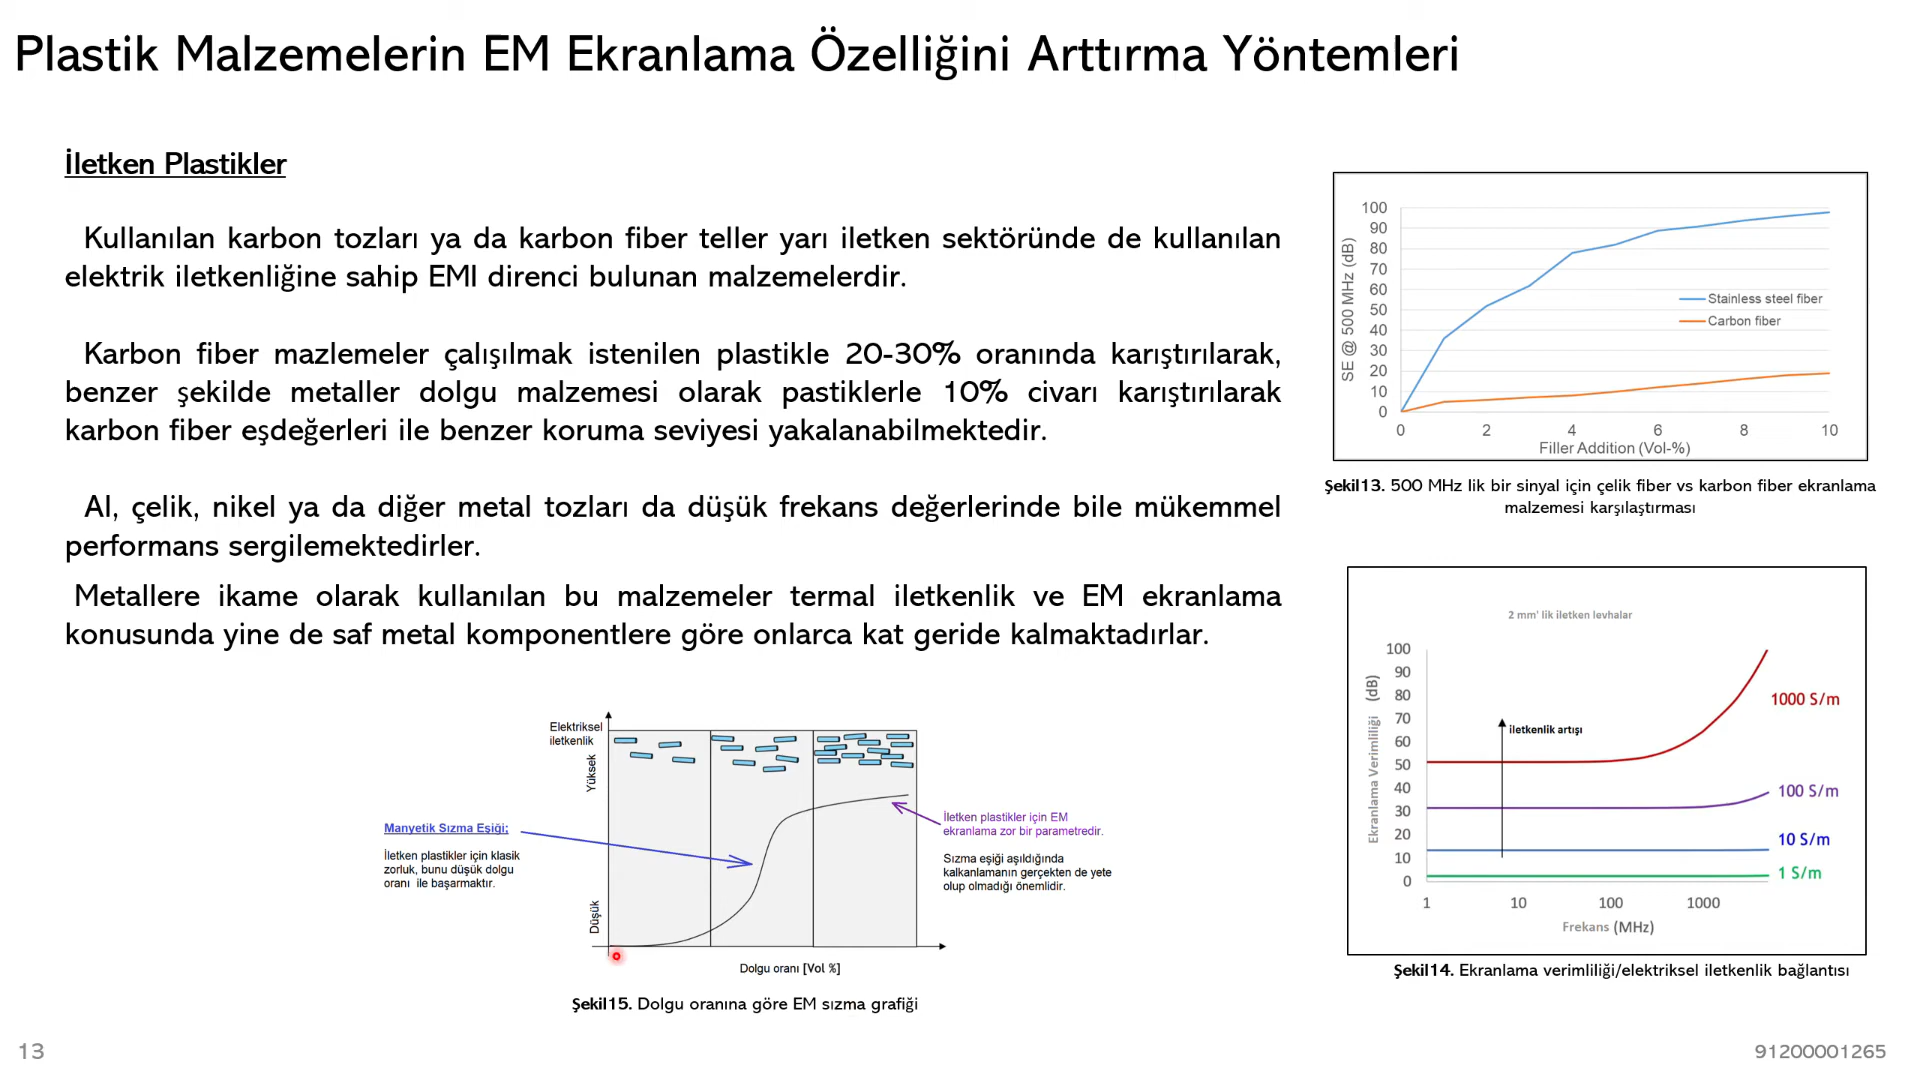 Plastik Malzemelerin EM Ekranlama Özelliğini Arttırma Yöntemleri
İletken Plastikler
Kullanılan karbon tozları ya da karbon fiber teller yarı iletken sektöründe de kullanılan
elektrik iletkenliğine sahip EMI direnci bulunan malzemelerdir.
Karbon fiber mazlemeler çalışılmak istenilen plastikle 20-30% oranında karıştırılarak,
benzer şekilde metaller dolgu malzemesi olarak pastiklerle 10% civarı karıştırılarak
karbon fiber eşdeğerleri ile benzer koruma seviyesi yakalanabilmektedir.
Al, çelik, nikel ya da diğer metal tozları da düşük frekans değerlerinde bile mükemmel
performans sergilemektedirler.
Metallere ikame olarak kullanılan bu malzemeler termal iletkenlik ve EM ekranlama
konusunda yine de saf metal komponentlere göre onlarca kat geride kalmaktadırlar.
Elektriksel
iletkenlik
Yüksek
Düşük
Manyetik Sızma Eşiği;
İletken plastikler için klasik
zorluk, bunu düşük dolgu
oranı ile başarmaktır.
İletken plastikler için EM
ekranlama zor bir parametredir.
Sızma eşiği aşıldığında
kalkanlamanın gerçekten de yete
olup olmadığı önemlidir.
Dolgu oranı [Vol %]
Şekil15. Dolgu oranına göre EM sızma grafiği
SE @ 500 MHz (dB)
100
90
80
70
60
50
40
30
20
10
0
Stainless steel fiber
Carbon fiber
0 2 4 6 8 10
Filler Addition (Vol-%)
Şekil13. 500 MHz lik bir sinyal için çelik fiber vs karbon fiber ekranlama
malzemesi karşılaştırması
2 mm' lik iletken levhalar
Ekranlama Verimliliği (dB)
100
90
80
70
60
50
40
30
20
10
0
iletkenlik artışı
1000 S/m
100 S/m
10 S/m
1 S/m
1 10 100 1000
Frekans (MHz)
Şekil14. Ekranlama verimliliği/elektriksel iletkenlik bağlantısı
13
91200001265